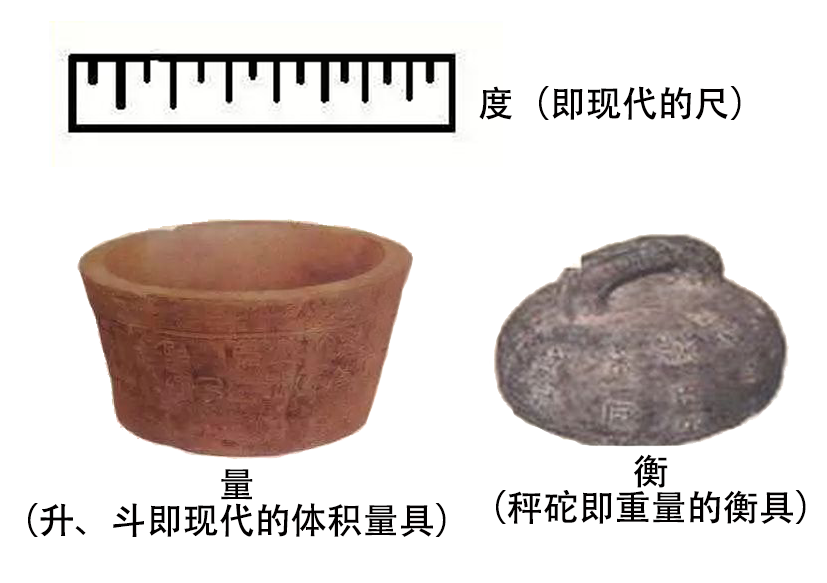 度（即现代的尺）
量
（升、斗即现代的体积量具）
衡
（秤砣即重量的衡具）